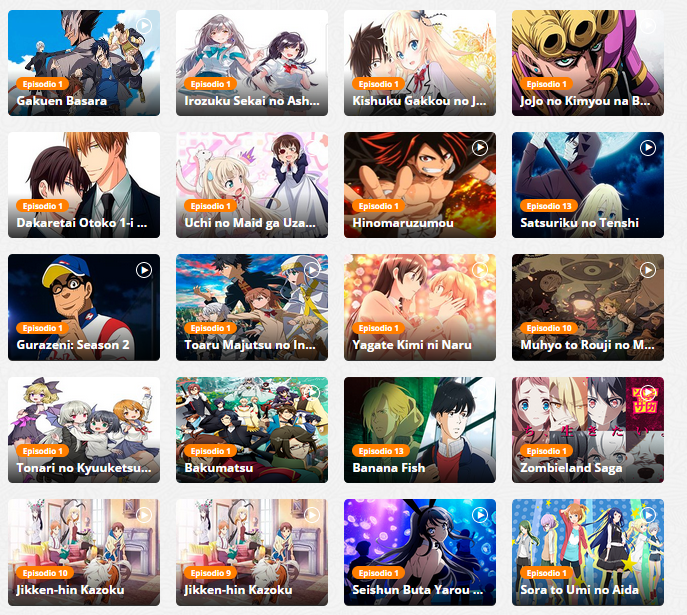 Episodio 1
Gakuen Basara
Episodio 1
Irozuku Sekai no Ash...
Episodio 1
Kishuku Gakkou no J...
Episodio 1
JoJo no Kimyou na B...
Episodio 1
Dakaretai Otoko 1-i ...
Episodio 1
Uchi no Maid ga Uza...
Episodio 1
Hinomaruzumou
Episodio 13
Satsuriku no Tenshi
Episodio 1
Gurazeni: Season 2
Episodio 1
Toaru Majutsu no In...
Episodio 1
Yagate Kimi ni Naru
Episodio 10
Muhyo to Rouji no M...
Episodio 1
Tonari no Kyuuketsu...
Episodio 1
Bakumatsu
Episodio 13
Banana Fish
Episodio 1
Zombieland Saga
Episodio 10
Jikken-hin Kazoku
Episodio 9
Jikken-hin Kazoku
Episodio 1
Seishun Buta Yarou ...
Episodio 1
Sora to Umi no Aida